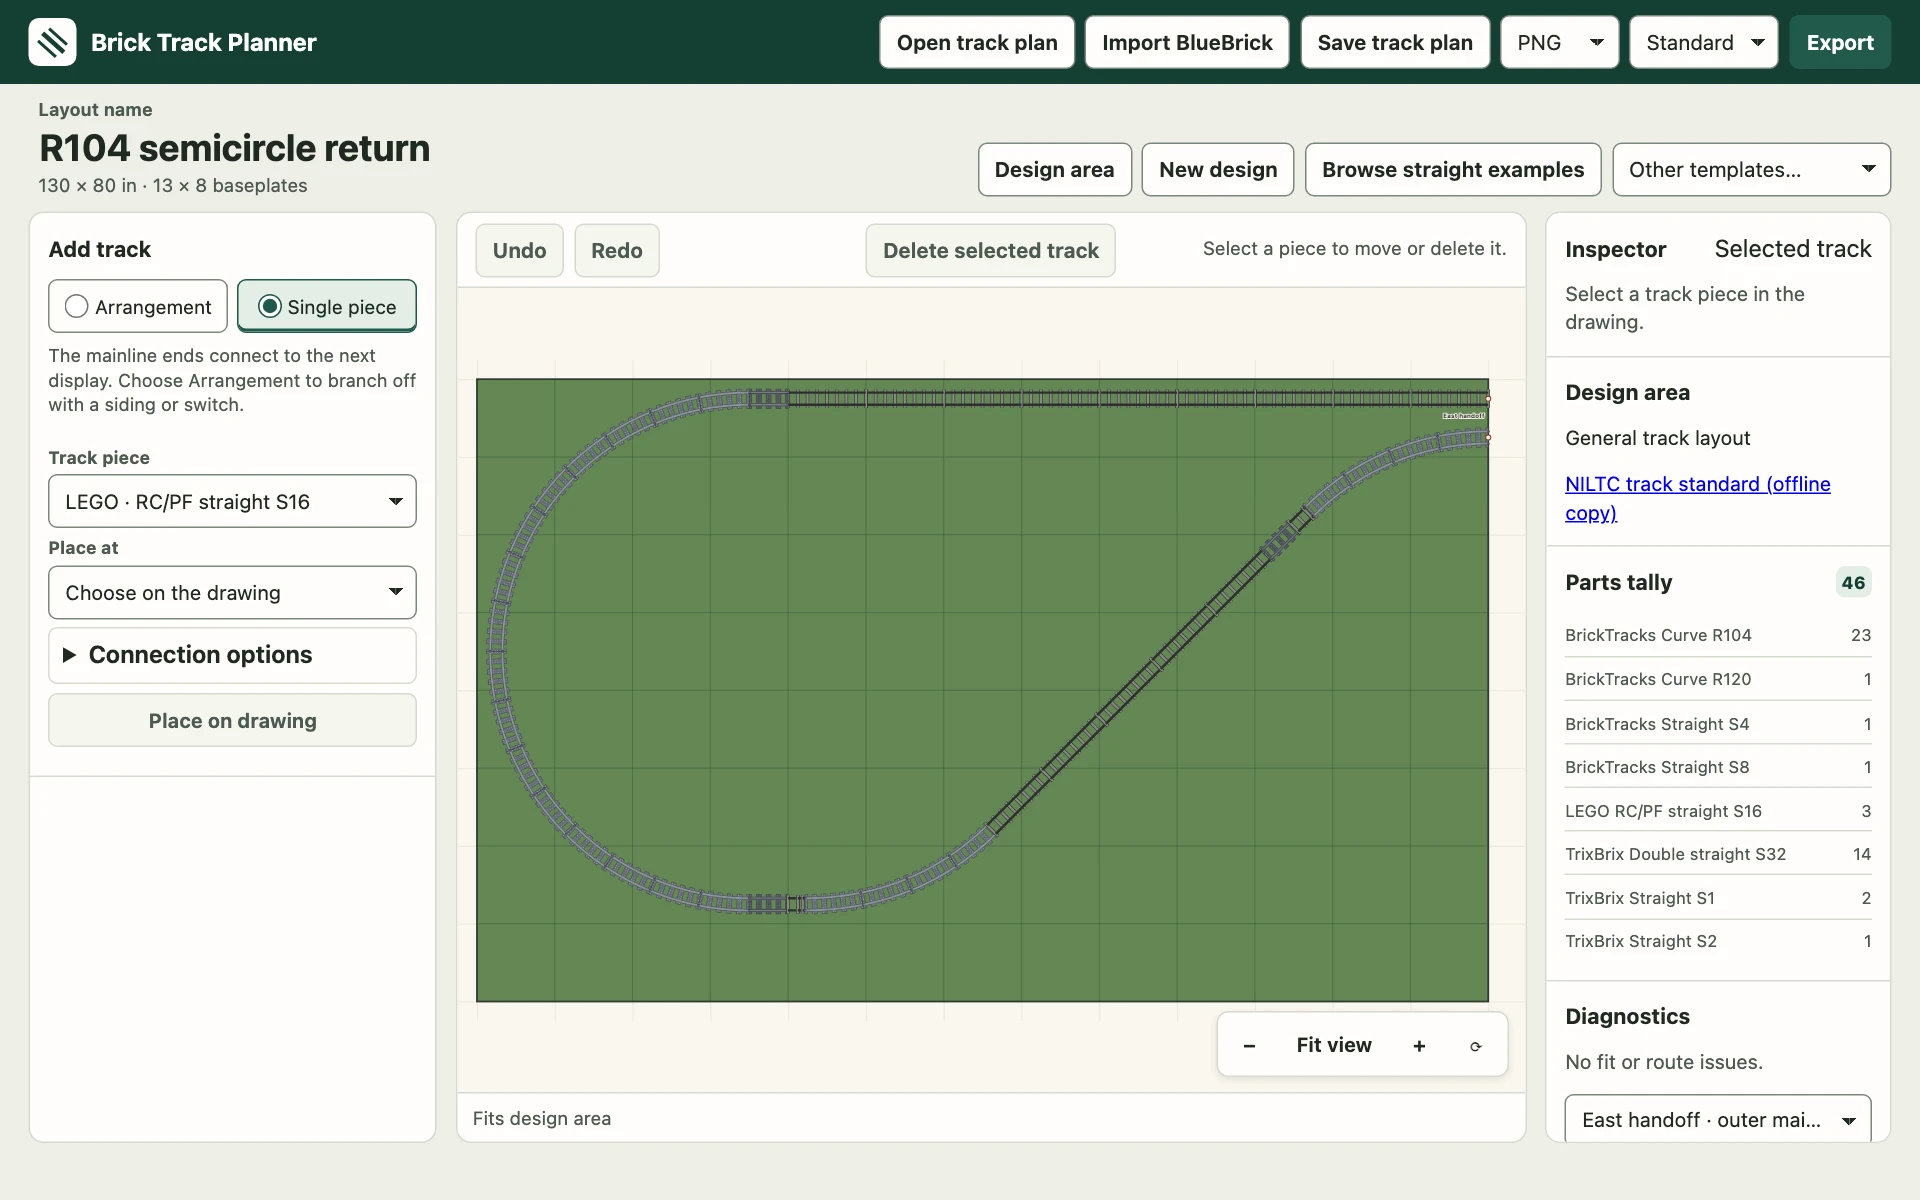 Brick Track Planner
Open track plan
Import BlueBrick
Save track plan
PNG
Standard
Export
Layout name
R104 semicircle return
130 × 80 in · 13 × 8 baseplates
Design area
New design
Browse straight examples
Other templates...
Add track
Arrangement
Single piece
The mainline ends connect to the next
display. Choose Arrangement to branch off
with a siding or switch.
Track piece
LEGO · RC/PF straight S16
Place at
Choose on the drawing
Connection options
Place on drawing
Undo
Redo
Delete selected track
Select a piece to move or delete it.
East handoff
− Fit view + ⟳
Fits design area
Inspector
Selected track
Select a track piece in the
drawing.
Design area
General track layout
NILTC track standard (offline
copy)
Parts tally 46
BrickTracks Curve R104 23
BrickTracks Curve R120 1
BrickTracks Straight S4 1
BrickTracks Straight S8 1
LEGO RC/PF straight S16 3
TrixBrix Double straight S32 14
TrixBrix Straight S1 2
TrixBrix Straight S2 1
Diagnostics
No fit or route issues.
East handoff · outer mai...